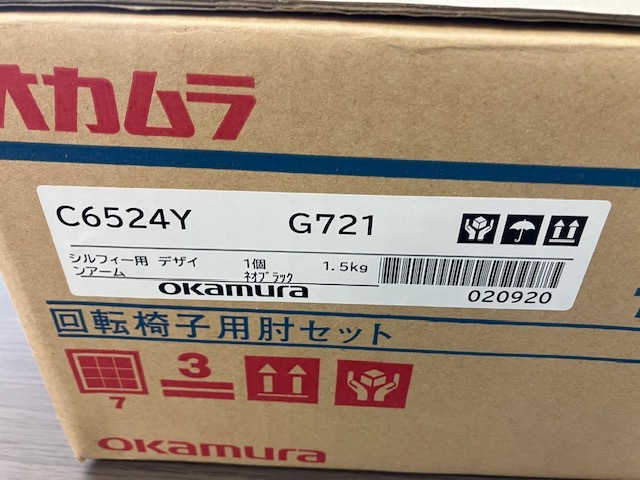 オカムラ
C6524Y G721
シルフィー用 デザイ 1個 1.5kg
ンアーム ネオブラック
okamura 020920
回転椅子用肘セット
7 3
okamura